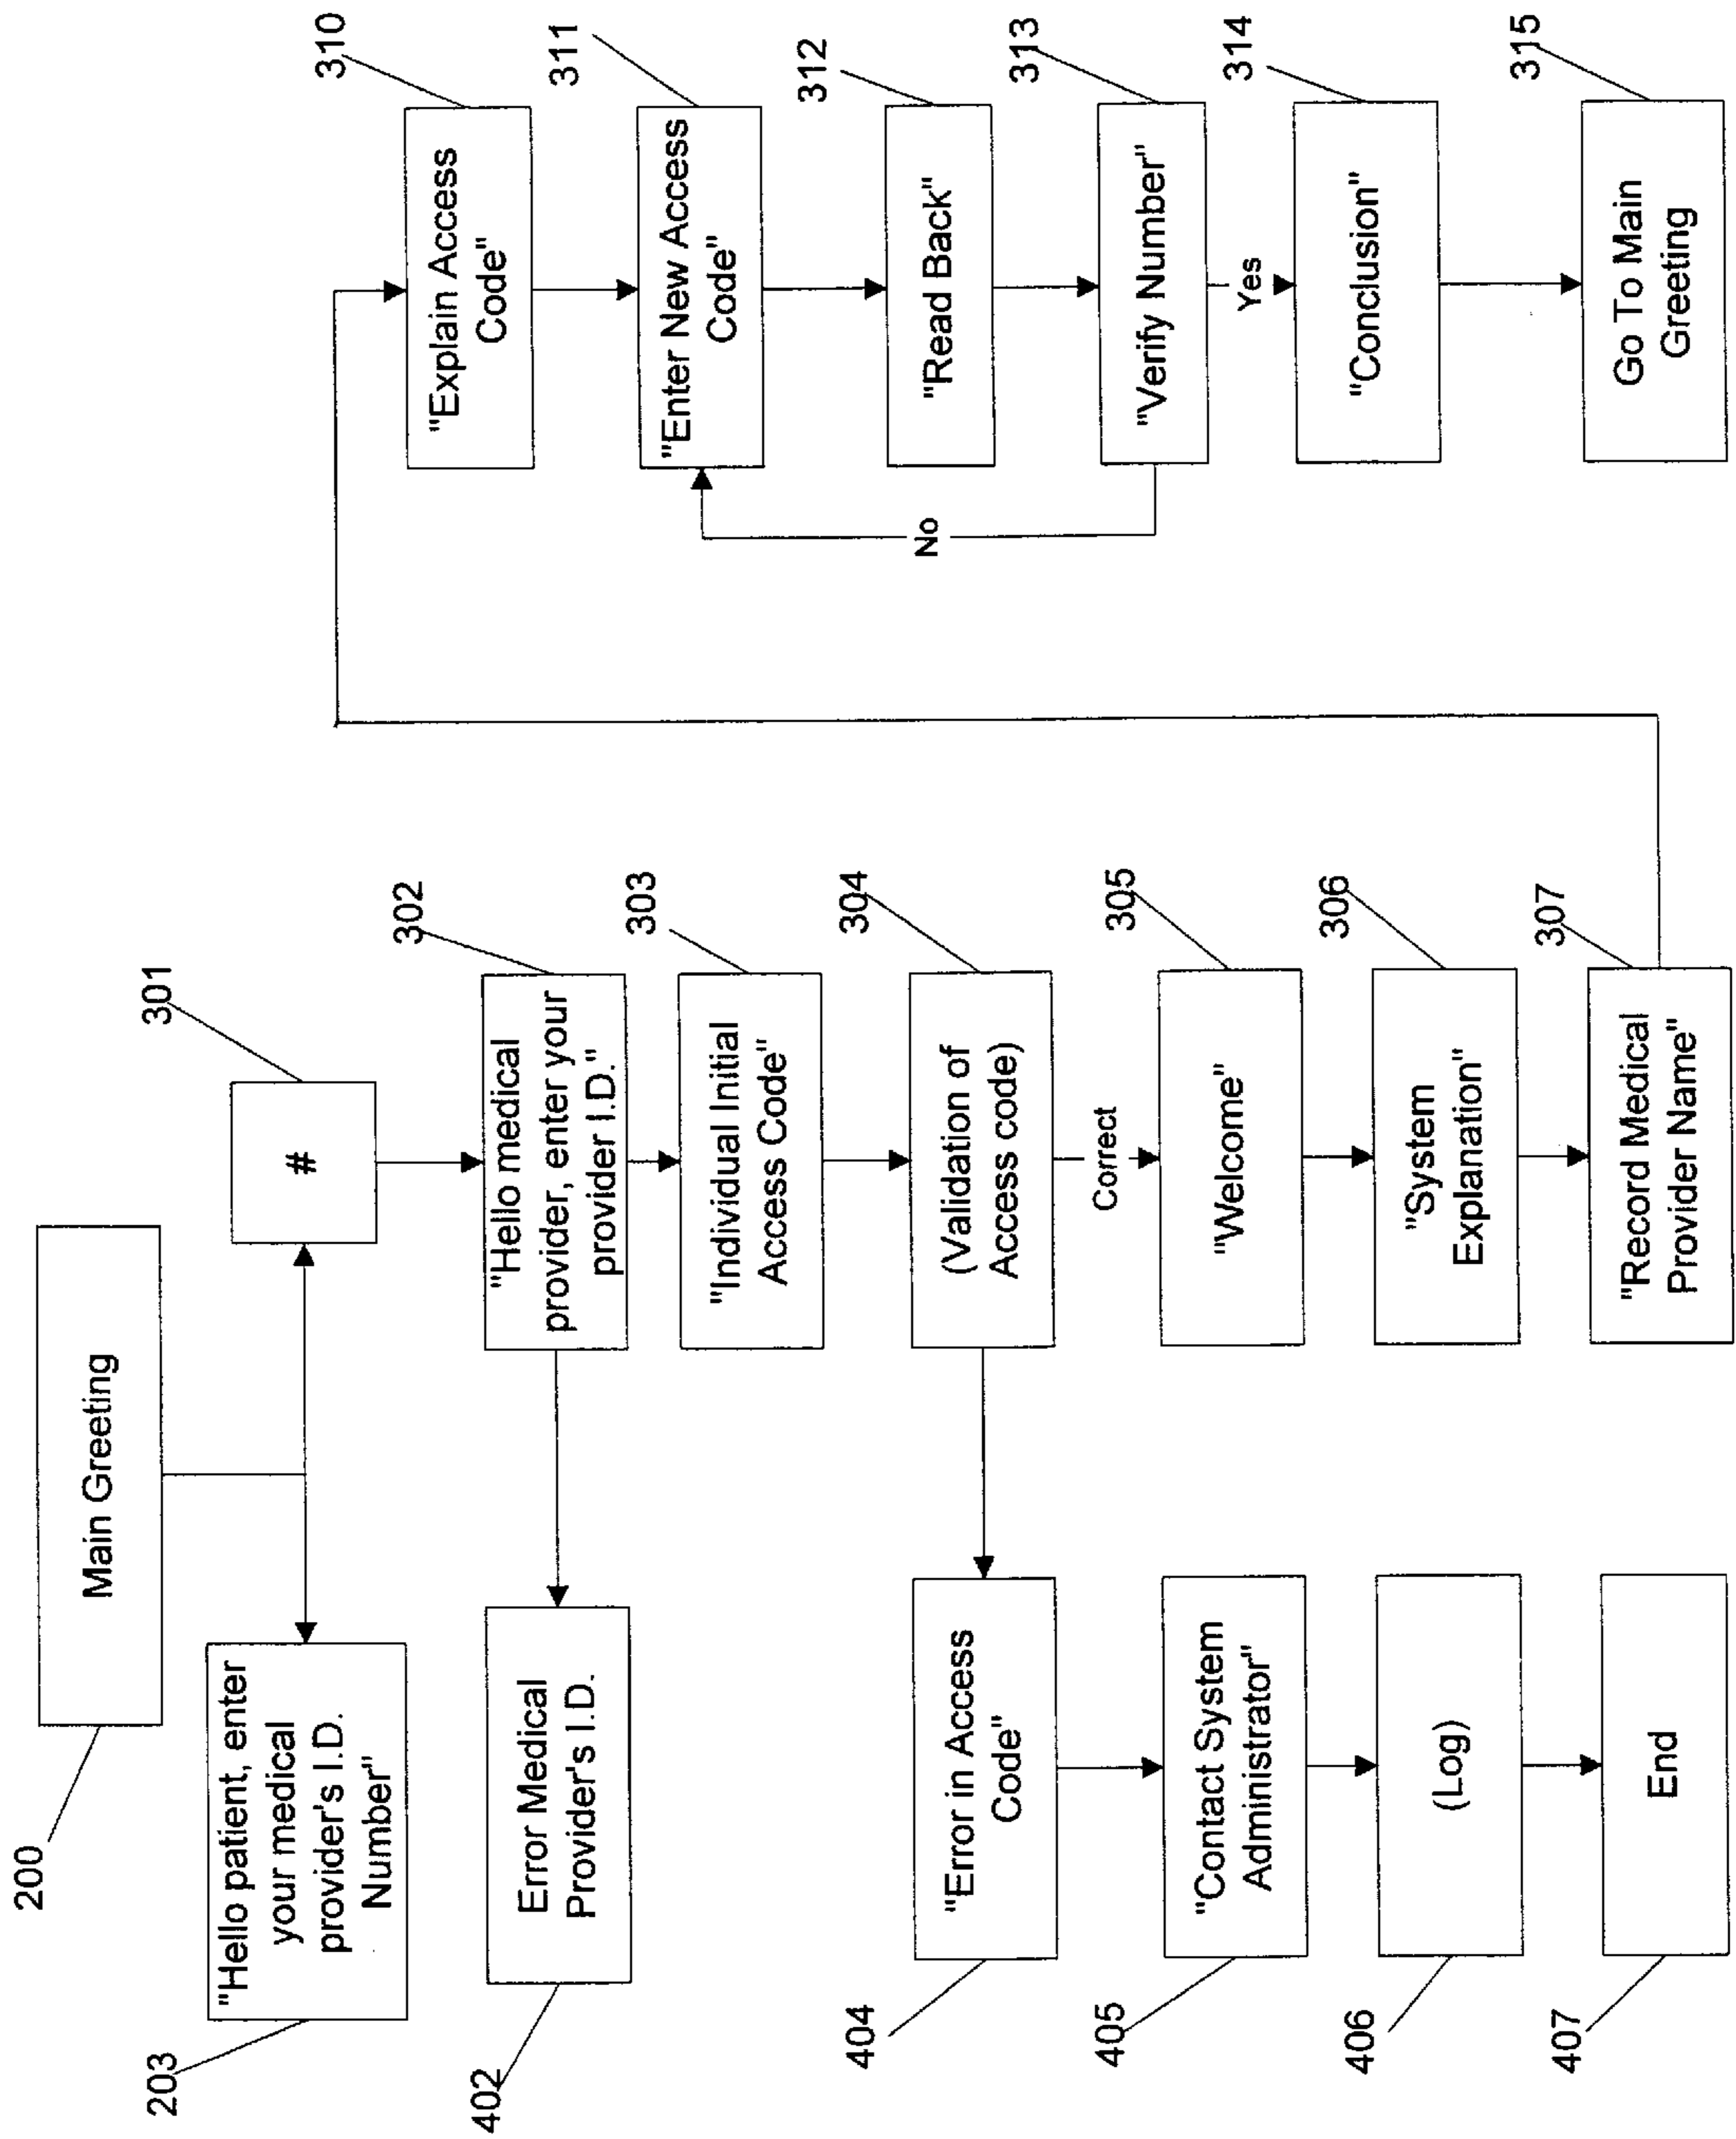 200
Main Greeting
203
"Hello patient, enter
your medical
provider's I.D.
Number"
301
#
302
"Hello medical
provider, enter your
provider I.D."
402
Error Medical
Provider's I.D.
303
"Individual Initial
Access Code"
304
(Validation of
Access code)
Correct
404
"Error in Access
Code"
305
"Welcome"
405
"Contact System
Administrator"
306
"System
Explanation"
406
(Log)
307
"Record Medical
Provider Name"
407
End
310
"Explain Access
Code"
311
"Enter New Access
Code"
312
"Read Back"
313
"Verify Number"
No
Yes
314
"Conclusion"
315
Go To Main
Greeting